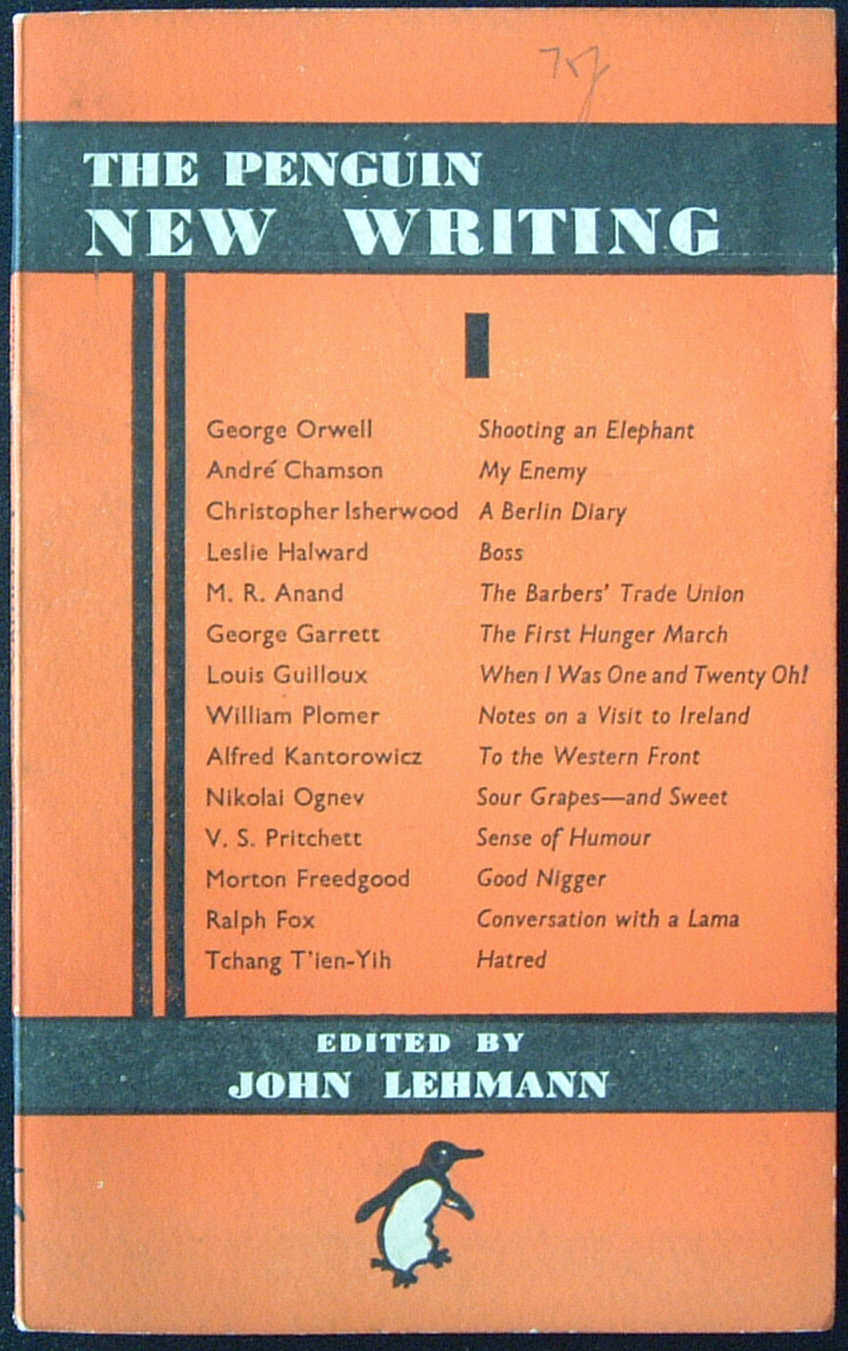 THE PENGUIN
NEW WRITING
1
George Orwell Shooting an Elephant
André Chamson My Enemy
Christopher Isherwood A Berlin Diary
Leslie Halward Boss
M. R. Anand The Barbers' Trade Union
George Garrett The First Hunger March
Louis Guilloux When I Was One and Twenty Oh!
William Plomer Notes on a Visit to Ireland
Alfred Kantorowicz To the Western Front
Nikolai Ognev Sour Grapes—and Sweet
V. S. Pritchett Sense of Humour
Morton Freedgood Good Nigger
Ralph Fox Conversation with a Lama
Tchang T'ien-Yih Hatred
EDITED BY
JOHN LEHMANN